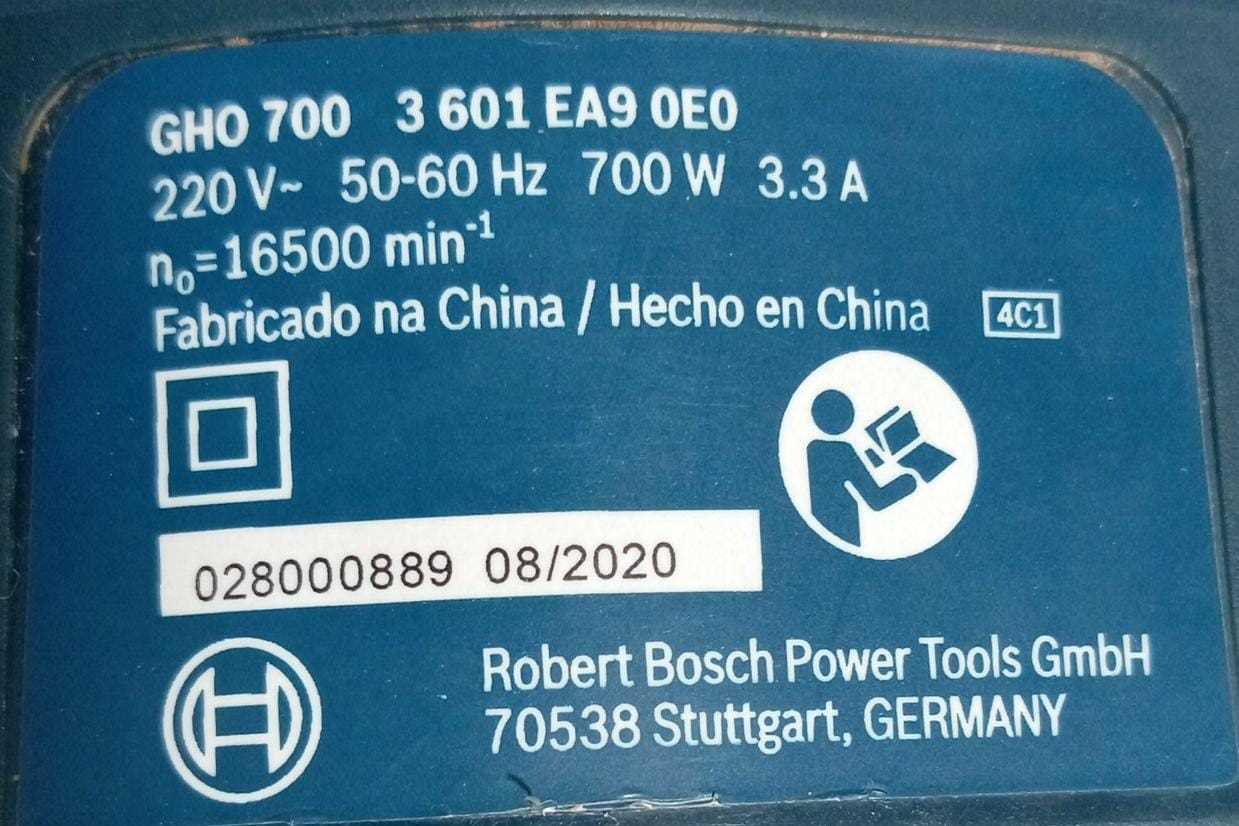 GHO 700 3 601 EA9 0E0
220 V~ 50-60 Hz 700 W 3.3 A
n₀=16500 min⁻¹
Fabricado na China / Hecho en China 4C1
028000889 08/2020
Robert Bosch Power Tools GmbH
70538 Stuttgart, GERMANY